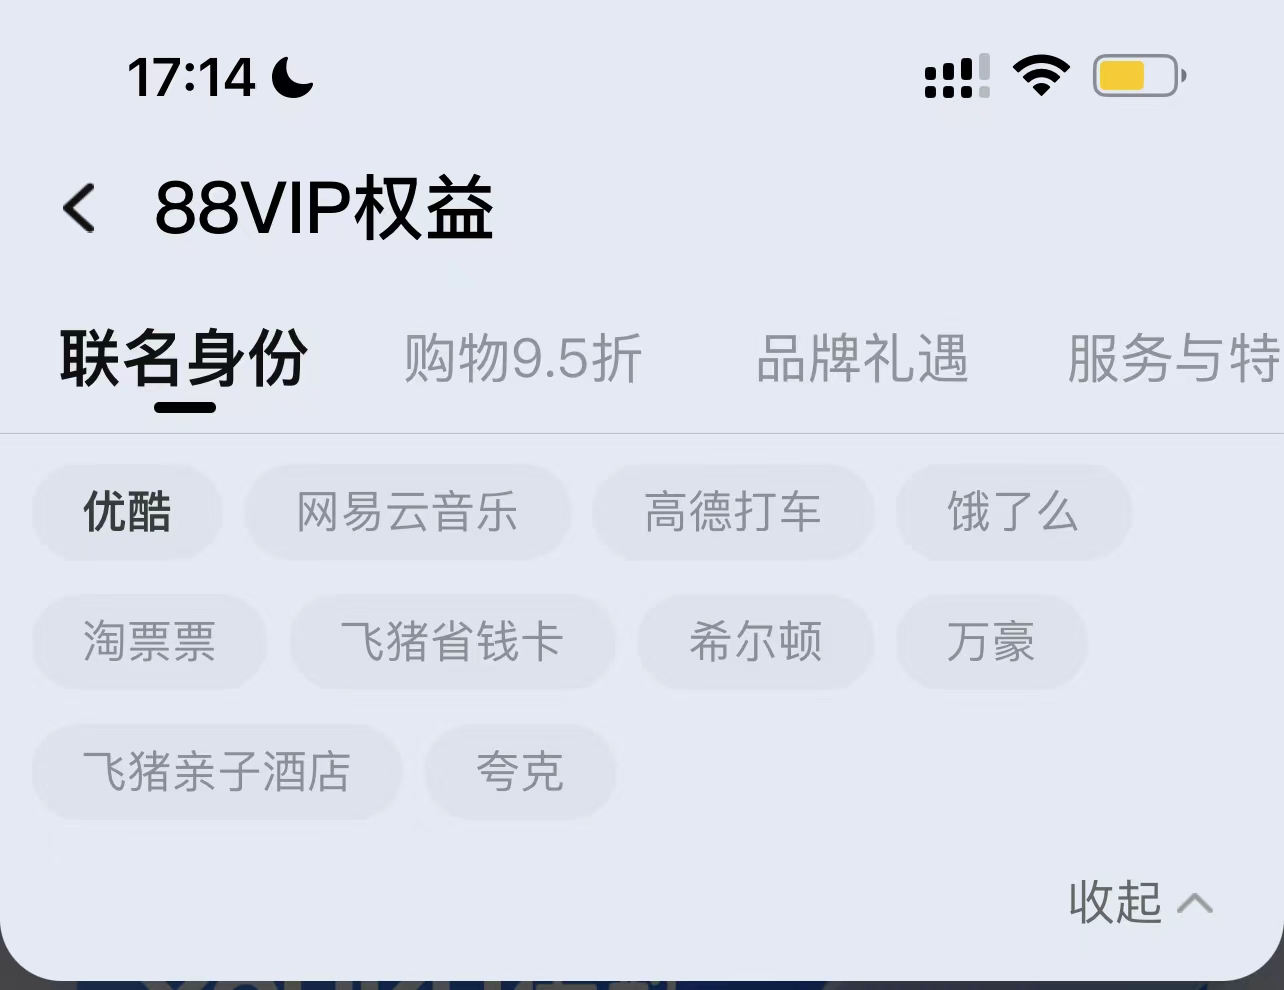 17:14
88VIP权益
联名身份 购物9.5折 品牌礼遇 服务与特
优酷 网易云音乐 高德打车 饿了么
淘票票 飞猪省钱卡 希尔顿 万豪
飞猪亲子酒店 夸克
收起